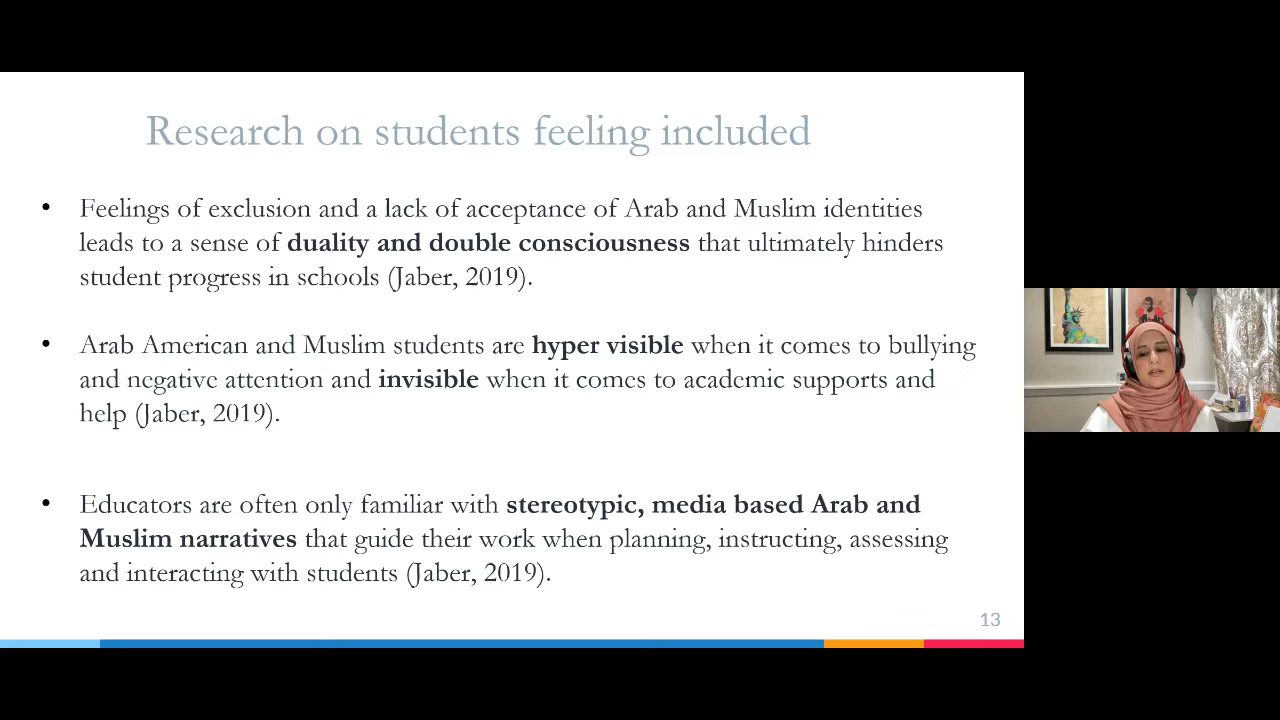 Research on students feeling included
• Feelings of exclusion and a lack of acceptance of Arab and Muslim identities
leads to a sense of duality and double consciousness that ultimately hinders
student progress in schools (Jaber, 2019).
• Arab American and Muslim students are hyper visible when it comes to bullying
and negative attention and invisible when it comes to academic supports and
help (Jaber, 2019).
• Educators are often only familiar with stereotypic, media based Arab and
Muslim narratives that guide their work when planning, instructing, assessing
and interacting with students (Jaber, 2019).
13